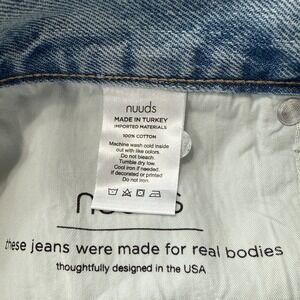 nuuds
MADE IN TURKEY
IMPORTED MATERIALS
100% COTTON
Machine wash cold inside
out with like colors.
Do not bleach.
Tumble dry low.
Cool iron if needed.
If decorated or printed
Do not iron.
nuuds
these jeans were made for real bodies
thoughtfully designed in the USA